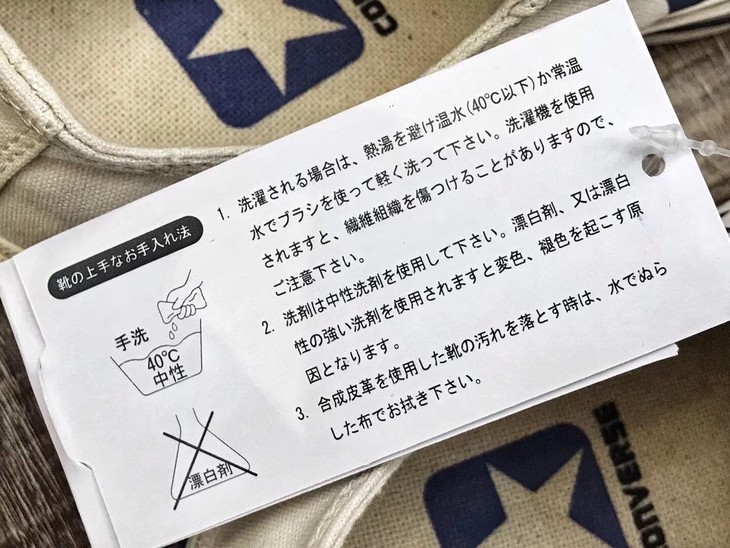 CONVERSE
靴の上手なお手入れ法
1. 洗濯される場合は、熱湯を避け温水(40℃以下)か常温
水でブラシを使って軽く洗って下さい。洗濯機を使用
されますと、繊維組織を傷つけることがありますので、
ご注意下さい。
2. 洗剤は中性洗剤を使用して下さい。漂白剤、又は漂白
性の強い洗剤を使用されますと変色、褪色を起こす原
因となります。
3. 合成皮革を使用した靴の汚れを落とす時は、水でぬら
した布でお拭き下さい。
手洗
40℃
中性
漂白剤
CONVERSE